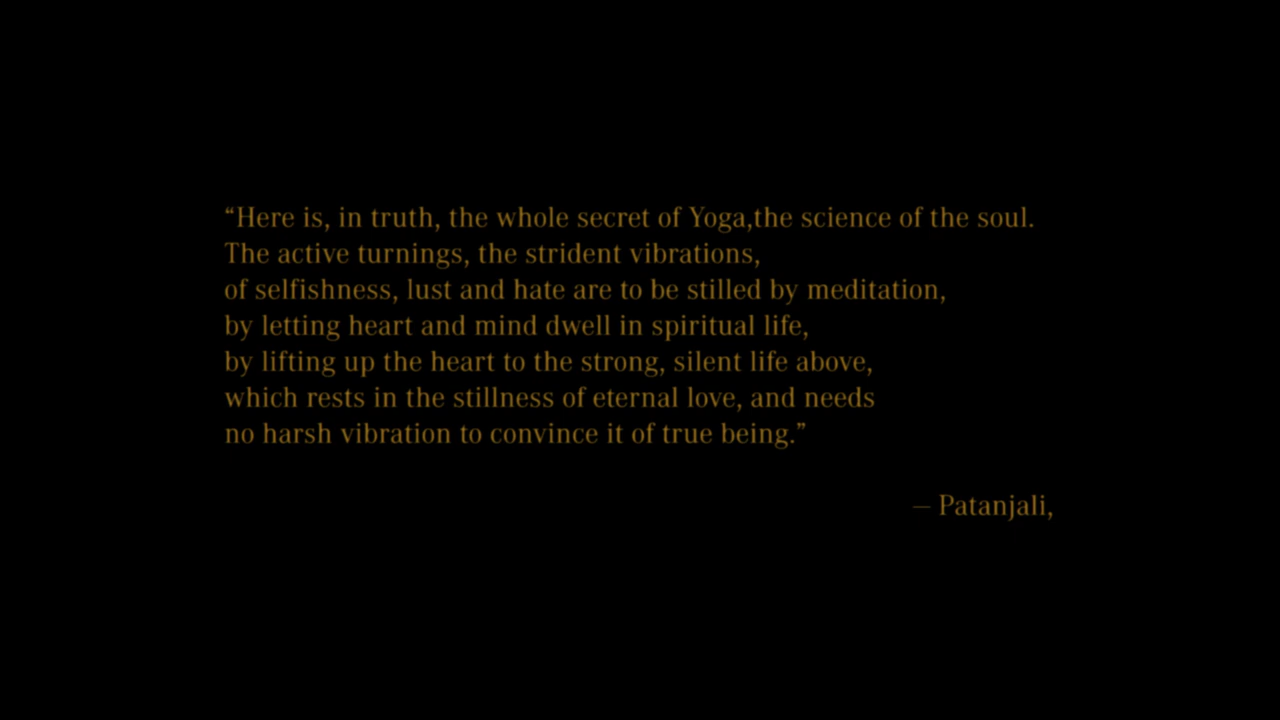 “Here is, in truth, the whole secret of Yoga,the science of the soul.
The active turnings, the strident vibrations,
of selfishness, lust and hate are to be stilled by meditation,
by letting heart and mind dwell in spiritual life,
by lifting up the heart to the strong, silent life above,
which rests in the stillness of eternal love, and needs
no harsh vibration to convince it of true being.”
— Patanjali,